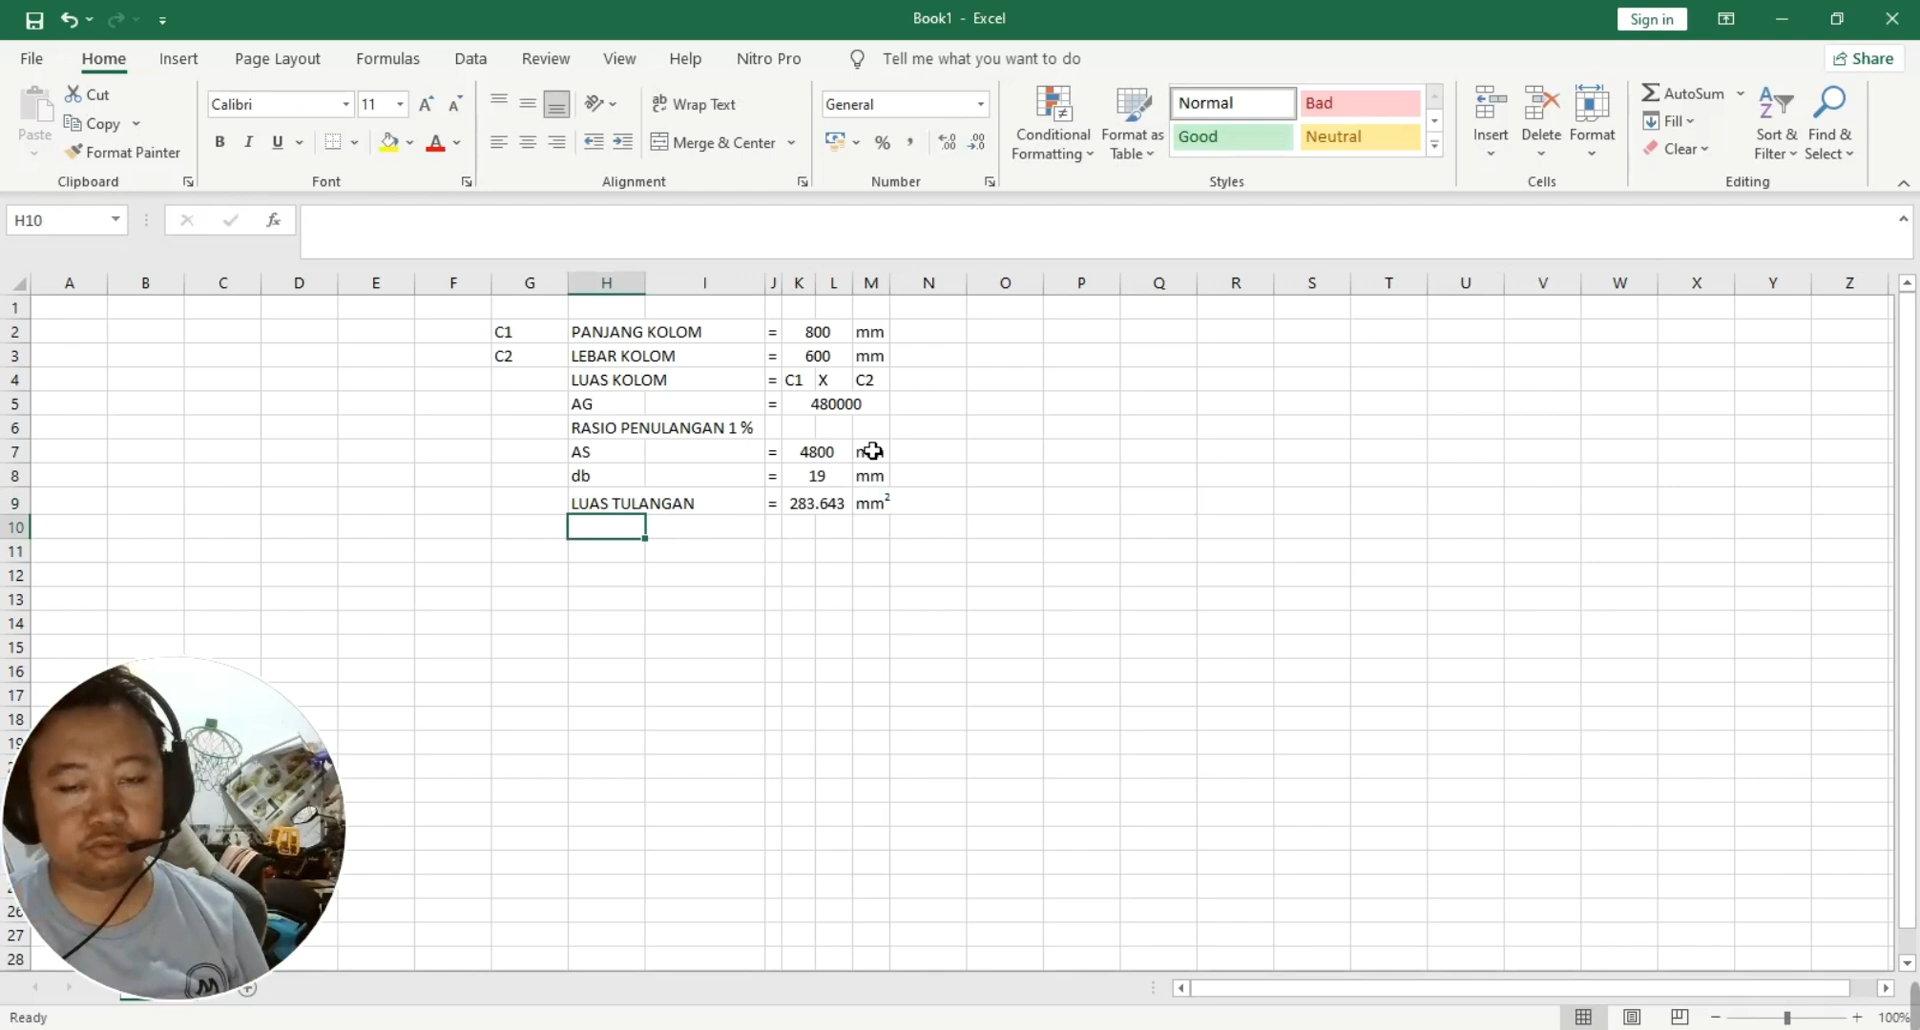 Book1 - Excel
Sign in
File
Home
Insert
Page Layout
Formulas
Data
Review
View
Help
Nitro Pro
Tell me what you want to do
Share
Paste
Cut
Copy
Format Painter
Clipboard
Calibri
11
B I U
Font
Wrap Text
Merge & Center
Alignment
General
%
Number
Conditional Formatting
Format as Table
Normal
Bad
Good
Neutral
Styles
Insert
Delete
Format
Cells
AutoSum
Fill
Clear
Sort & Filter
Find & Select
Editing
H10
fx
A B C D E F G H I J K L M N O P Q R S T U V W X Y Z
1
2 C1 PANJANG KOLOM = 800 mm
3 C2 LEBAR KOLOM = 600 mm
4 LUAS KOLOM = C1 X C2
5 AG = 480000
6 RASIO PENULANGAN 1 %
7 AS = 4800
8 db = 19 mm
9 LUAS TULANGAN = 283.643 mm²
10
11
12
13
14
15
16
17
18
19
26
27
28
Ready
100%